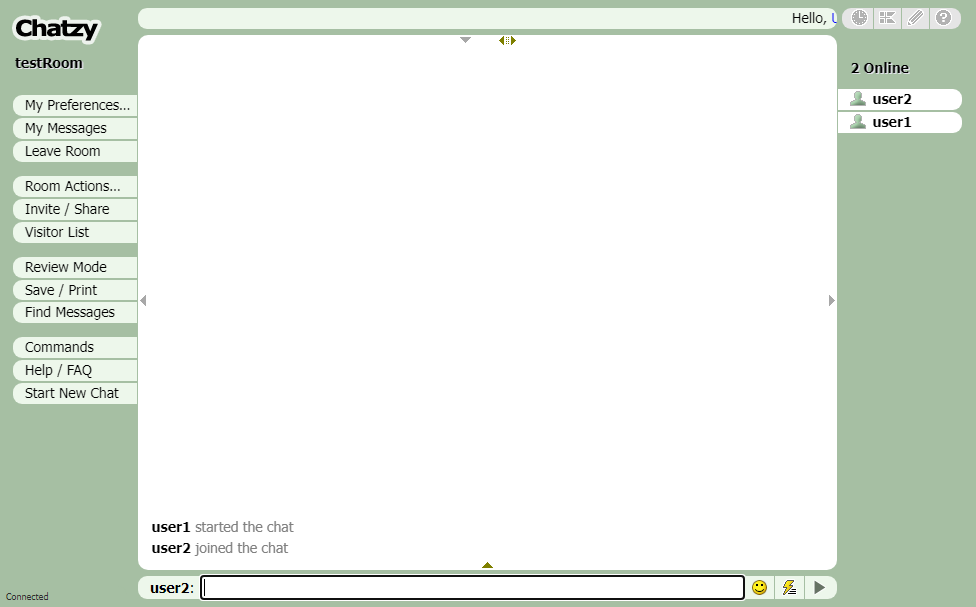 Chatzy
testRoom
Hello, U
My Preferences...
My Messages
Leave Room
Room Actions...
Invite / Share
Visitor List
Review Mode
Save / Print
Find Messages
Commands
Help / FAQ
Start New Chat
Connected
user1 started the chat
user2 joined the chat
user2:
2 Online
user2
user1